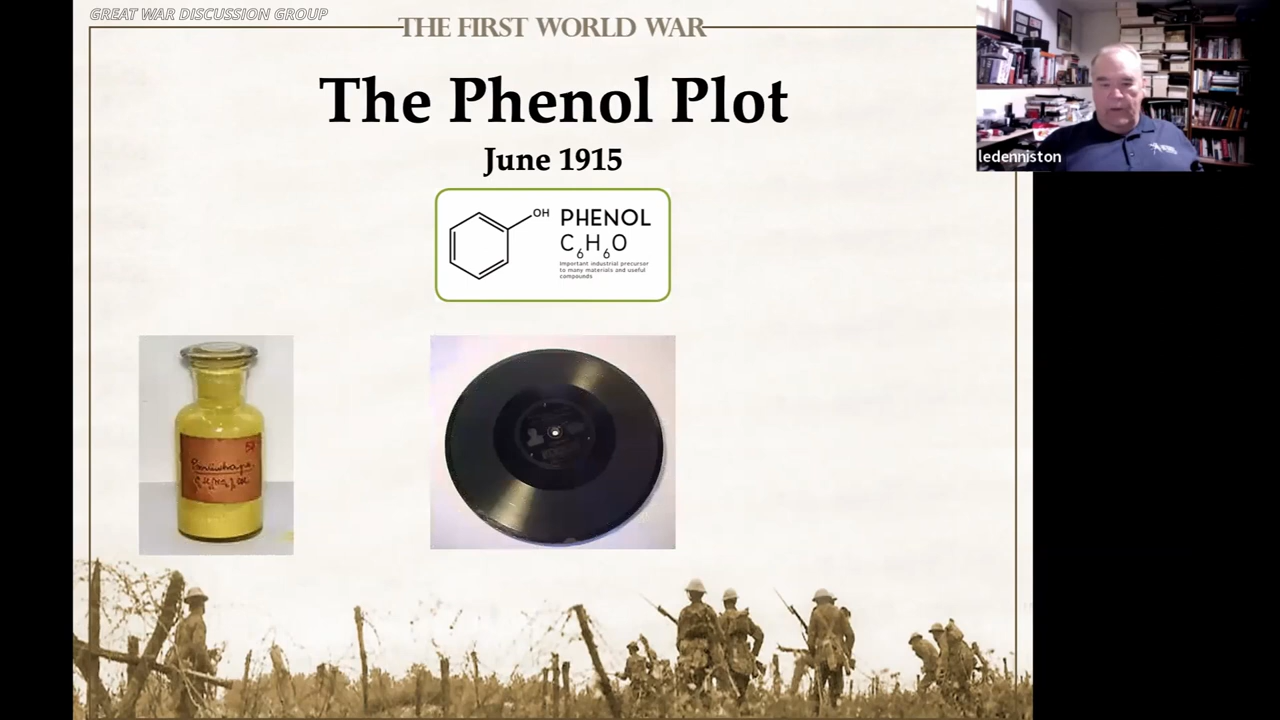 GREAT WAR DISCUSSION GROUP
THE FIRST WORLD WAR
The Phenol Plot
June 1915
OH
PHENOL
C6H6O
Important industrial precursor
to many materials and useful
compounds
ledenniston